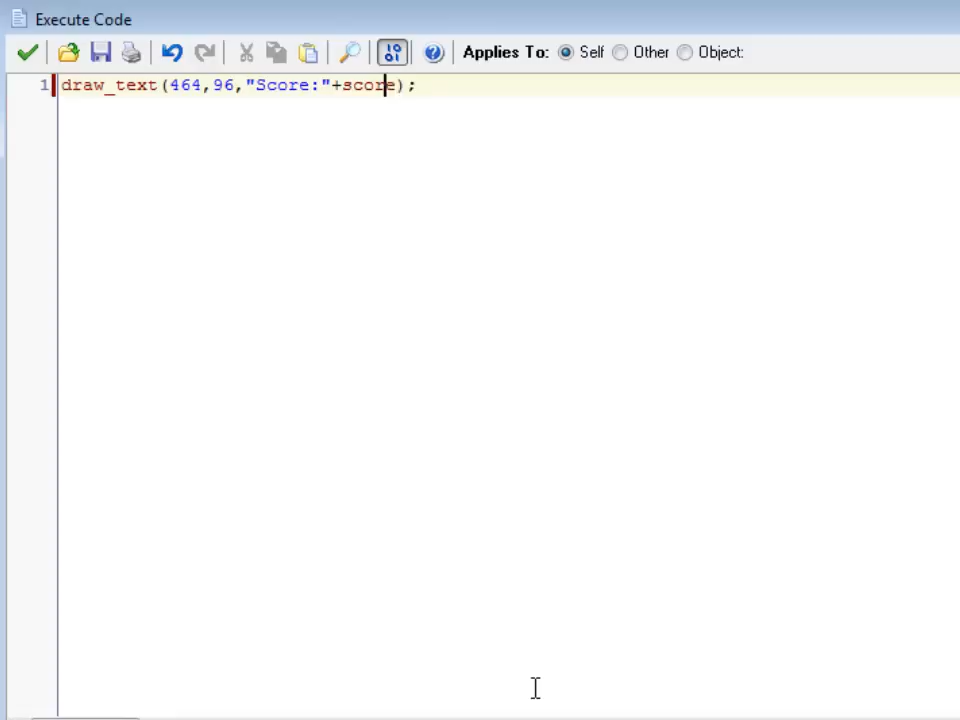 Execute Code
Applies To: Self Other Object:
1 draw_text(464,96,"Score:"+score);